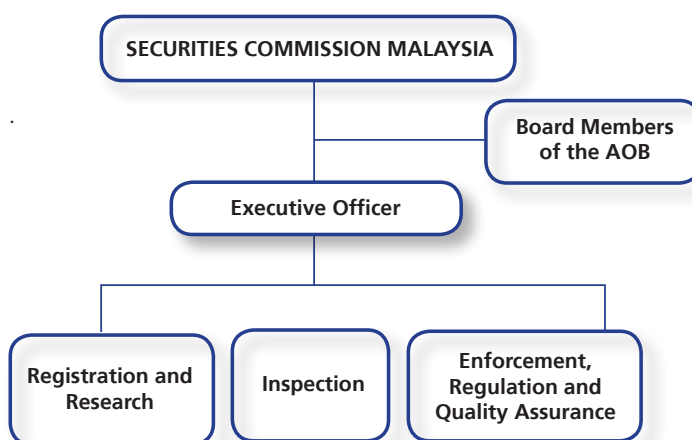 SECURITIES COMMISSION MALAYSIA
.
Board Members
of the AOB
Executive Officer
Registration and
Research
Inspection
Enforcement,
Regulation and
Quality Assurance